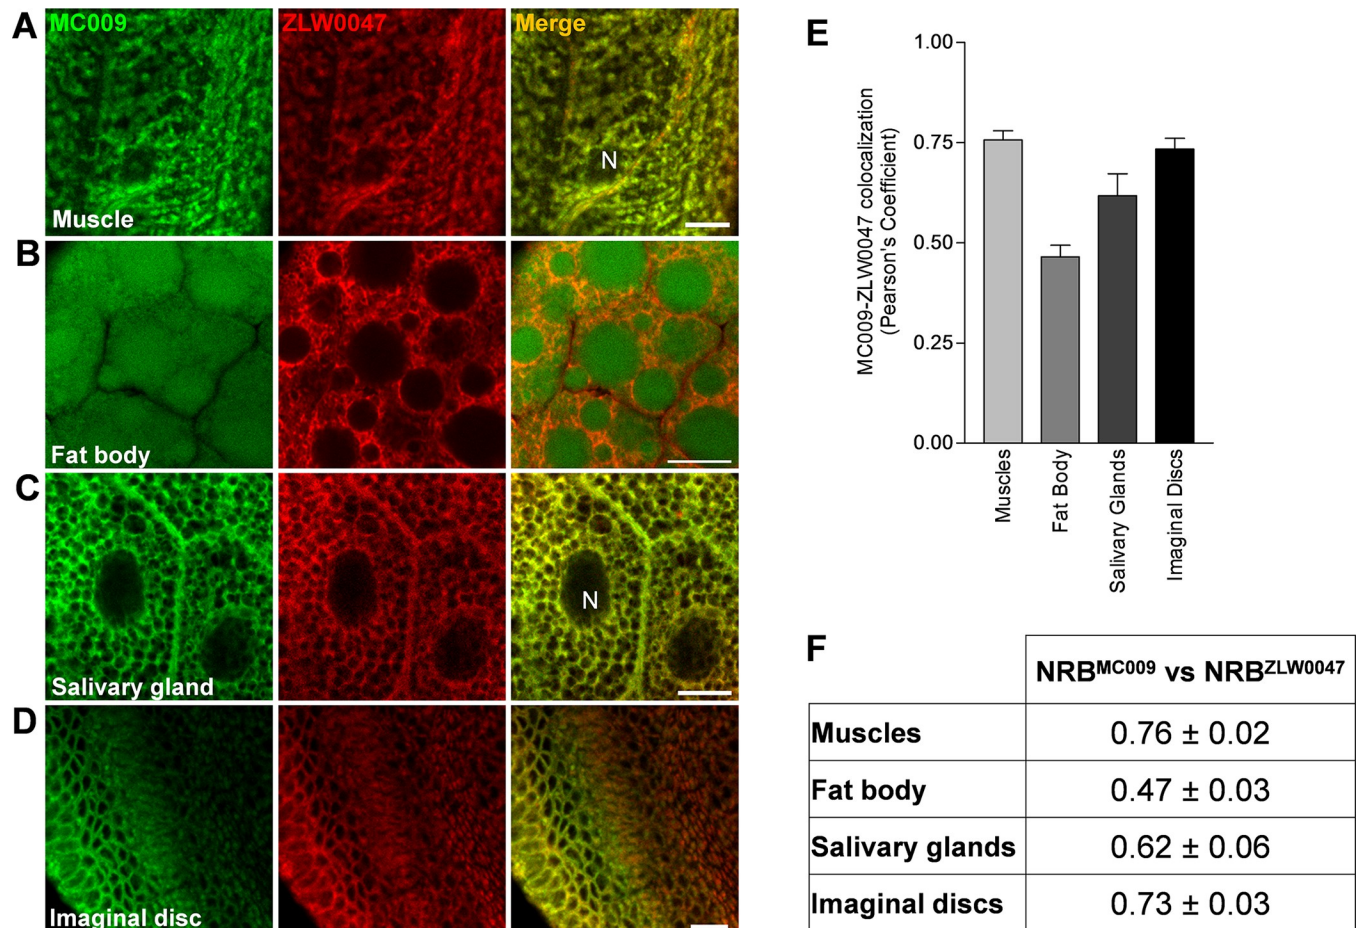 A
MC009
ZLW0047
Merge
N
Muscle
B
Fat body
C
N
Salivary gland
D
Imaginal disc
E
MC009-ZLW0047 colocalization
(Pearson's Coefficient)
1.00
0.75
0.50
0.25
0.00
Muscles
Fat Body
Salivary Glands
Imaginal Discs
F
NRB^MC009 vs NRB^ZLW0047
Muscles 0.76 ± 0.02
Fat body 0.47 ± 0.03
Salivary glands 0.62 ± 0.06
Imaginal discs 0.73 ± 0.03